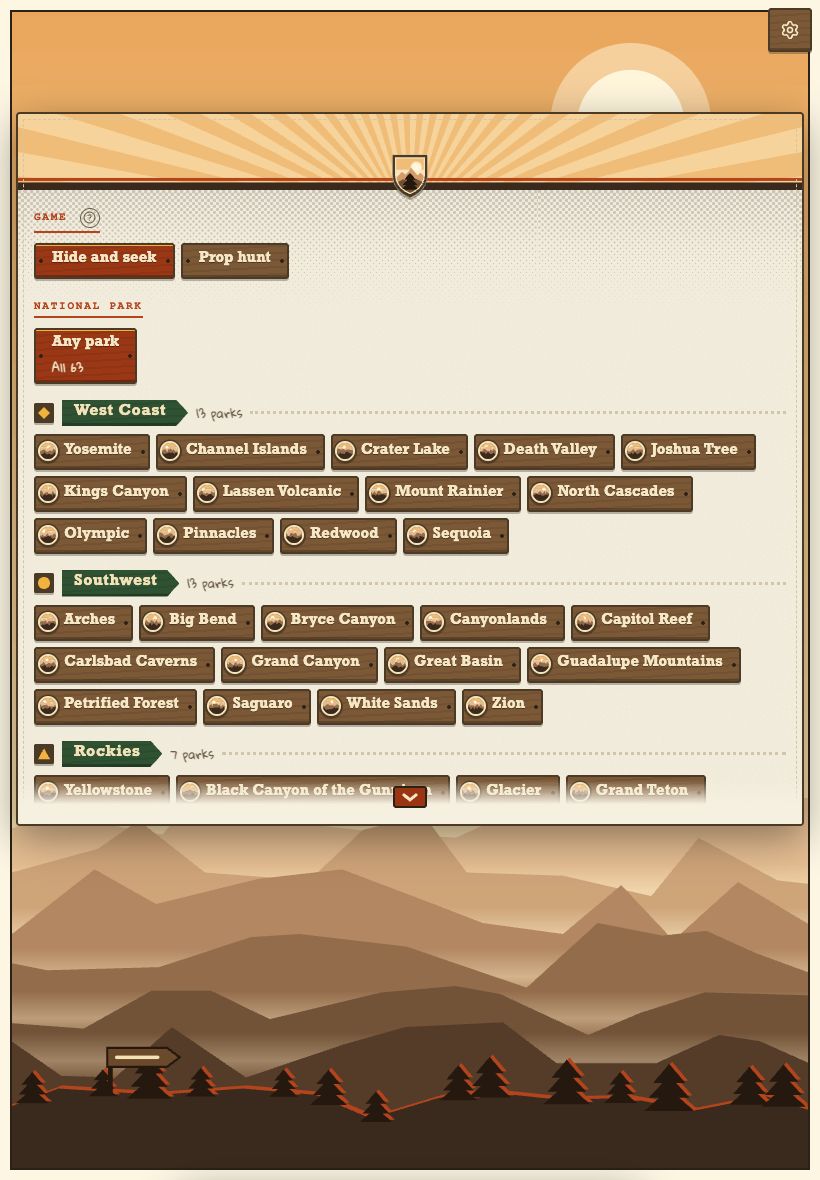 GAME ?
Hide and seek Prop hunt
NATIONAL PARK
Any park
All 63
West Coast 13 parks
Yosemite Channel Islands Crater Lake Death Valley Joshua Tree
Kings Canyon Lassen Volcanic Mount Rainier North Cascades
Olympic Pinnacles Redwood Sequoia
Southwest 13 parks
Arches Big Bend Bryce Canyon Canyonlands Capitol Reef
Carlsbad Caverns Grand Canyon Great Basin Guadalupe Mountains
Petrified Forest Saguaro White Sands Zion
Rockies 7 parks
Yellowstone Black Canyon of the Glacier Grand Teton